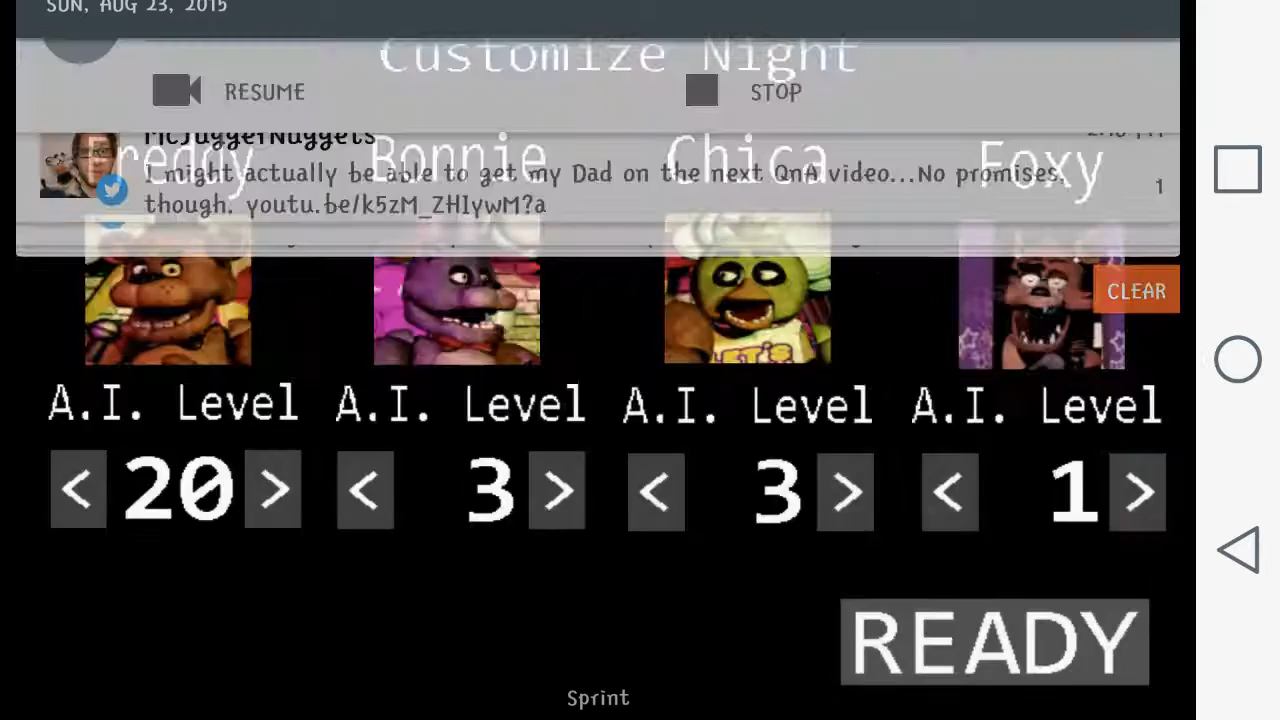 SUN, AUG 23, 2015
Customize Night
RESUME STOP
McJuggerNuggets
Freddy Bonnie Chica Foxy
I might actually be able to get my Dad on the next QnA video...No promises,
though. youtu.be/k5zM_ZHIywM?a
1
CLEAR
A.I. Level A.I. Level A.I. Level A.I. Level
< 20 > < 3 > < 3 > < 1 >
READY
Sprint